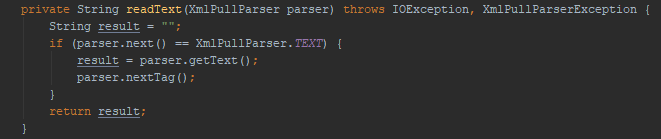 private String readText(XmlPullParser parser) throws IOException, XmlPullParserException {
    String result = "";
    if (parser.next() == XmlPullParser.TEXT) {
        result = parser.getText();
        parser.nextTag();
    }
    return result;
}